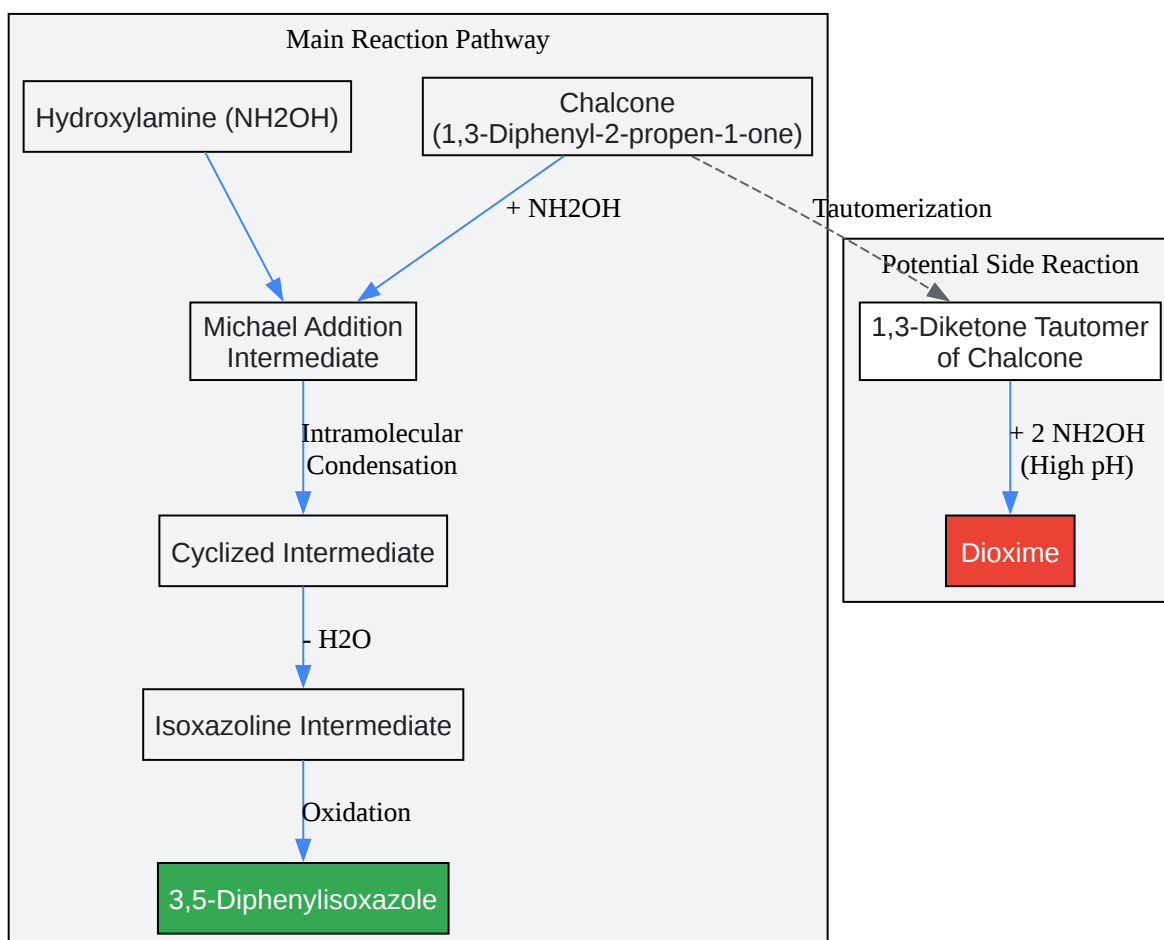 Main Reaction Pathway
Hydroxylamine (NH2OH)
Chalcone
(1,3-Diphenyl-2-propen-1-one)
+ NH2OH
Tautomerization
Michael Addition
Intermediate
Potential Side Reaction
1,3-Diketone Tautomer
of Chalcone
Intramolecular
Condensation
+ 2 NH2OH
(High pH)
Cyclized Intermediate
Dioxime
- H2O
Isoxazoline Intermediate
Oxidation
3,5-Diphenylisoxazole